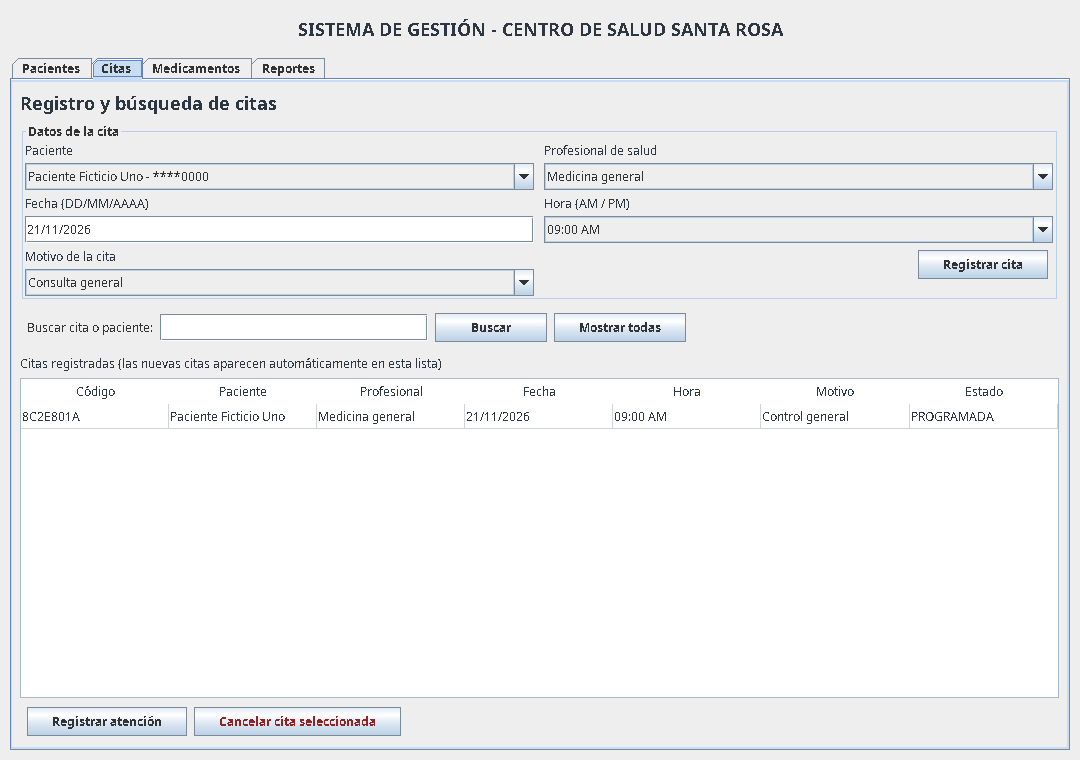 SISTEMA DE GESTIÓN - CENTRO DE SALUD SANTA ROSA
Pacientes Citas Medicamentos Reportes
Registro y búsqueda de citas
Datos de la cita
Paciente Profesional de salud
Paciente Ficticio Uno - ****0000 Medicina general
Fecha (DD/MM/AAAA) Hora (AM / PM)
21/11/2026 09:00 AM
Motivo de la cita
Consulta general
Registrar cita
Buscar cita o paciente: Buscar Mostrar todas
Citas registradas (las nuevas citas aparecen automáticamente en esta lista)
Código Paciente Profesional Fecha Hora Motivo Estado
8C2E801A Paciente Ficticio Uno Medicina general 21/11/2026 09:00 AM Control general PROGRAMADA
Registrar atención Cancelar cita seleccionada